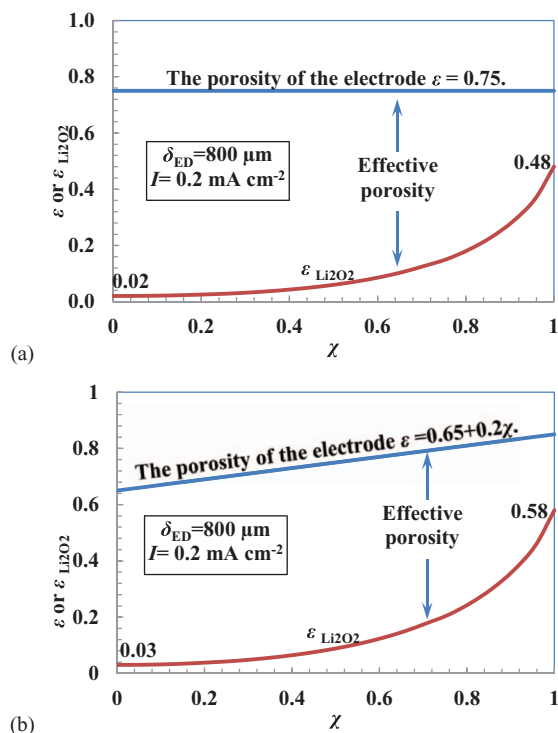 1.0
0.8
0.6
0.4
0.2
0.0
ε or ε Li2O2
The porosity of the electrode ε = 0.75.
δED=800 μm
I= 0.2 mA cm-2
Effective
porosity
0.48
0.02
ε Li2O2
0
0.2
0.4
0.6
0.8
1
χ
(a)
1
0.8
0.6
0.4
0.2
0
ε or ε Li2O2
The porosity of the electrode ε =0.65+0.2χ.
δED=800 μm
I= 0.2 mA cm-2
Effective
porosity
0.58
0.03
ε Li2O2
0
0.2
0.4
0.6
0.8
1
χ
(b)